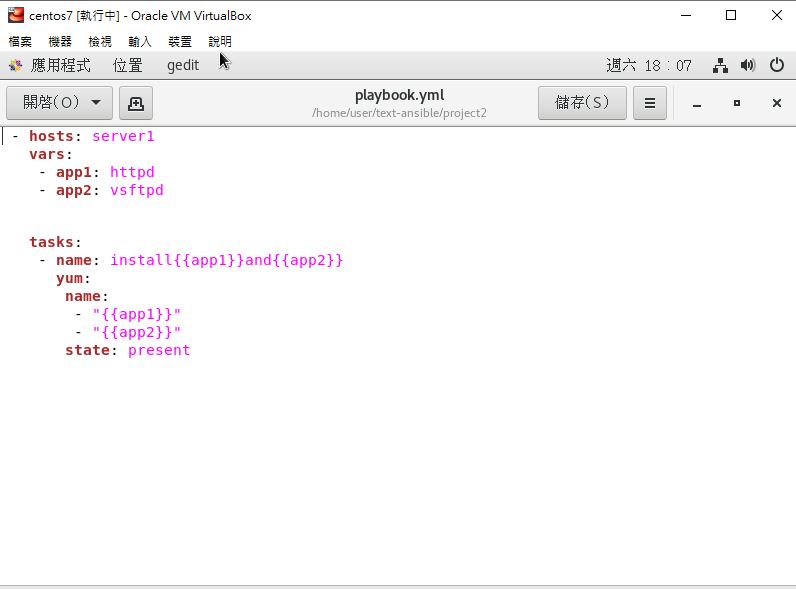 centos7 [執行中] - Oracle VM VirtualBox
檔案 機器 檢視 輸入 裝置 說明
應用程式 位置 gedit 週六 18：07
開啓(O) playbook.yml 儲存(S)
/home/user/text-ansible/project2
- hosts: server1
  vars:
   - app1: httpd
   - app2: vsftpd
  tasks:
   - name: install{{app1}}and{{app2}}
     yum:
      name:
       - "{{app1}}"
       - "{{app2}}"
      state: present